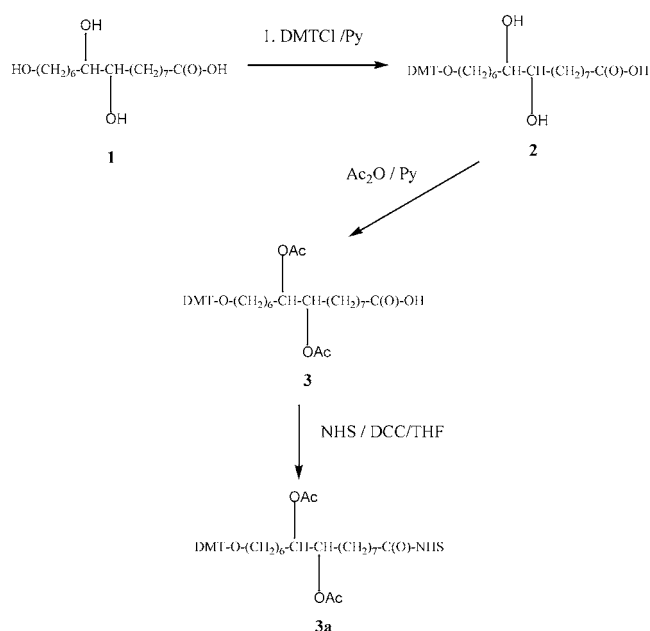 OH
HO-(CH2)6-CH-CH-(CH2)7-C(O)-OH
OH
1
1. DMTCl /Py
OH
DMT-O-(CH2)6-CH-CH-(CH2)7-C(O)-OH
OH
2
Ac2O / Py
OAc
DMT-O-(CH2)6-CH-CH-(CH2)7-C(O)-OH
OAc
3
NHS / DCC/THF
OAc
DMT-O-(CH2)6-CH-CH-(CH2)7-C(O)-NHS
OAc
3a